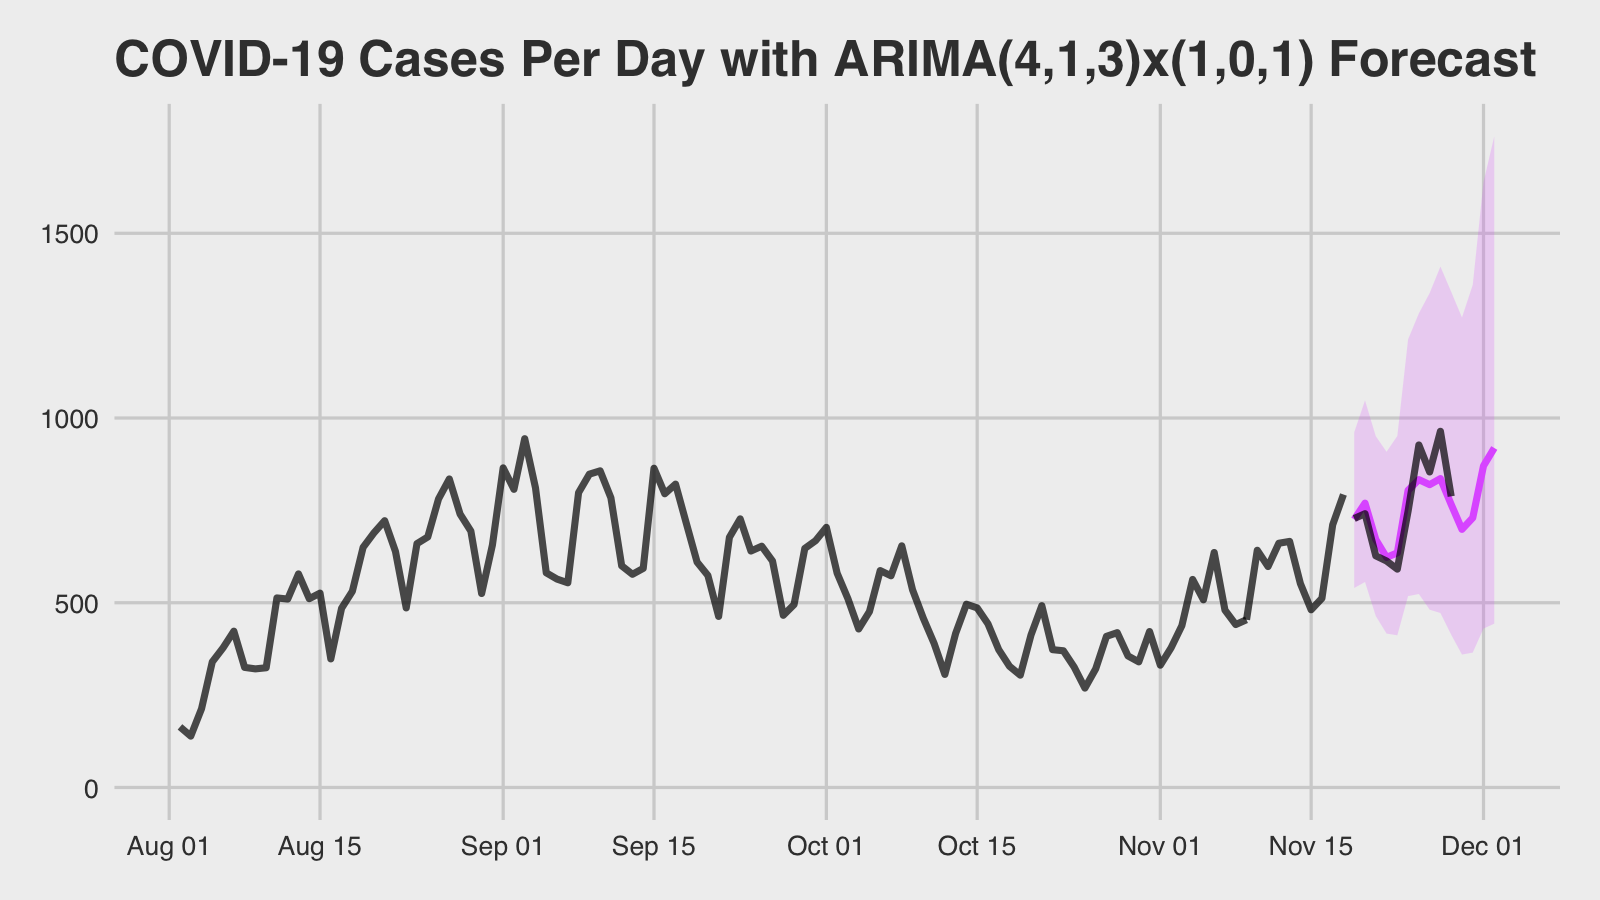 COVID-19 Cases Per Day with ARIMA(4,1,3)x(1,0,1) Forecast
1500
1000
500
0
Aug 01 Aug 15 Sep 01 Sep 15 Oct 01 Oct 15 Nov 01 Nov 15 Dec 01